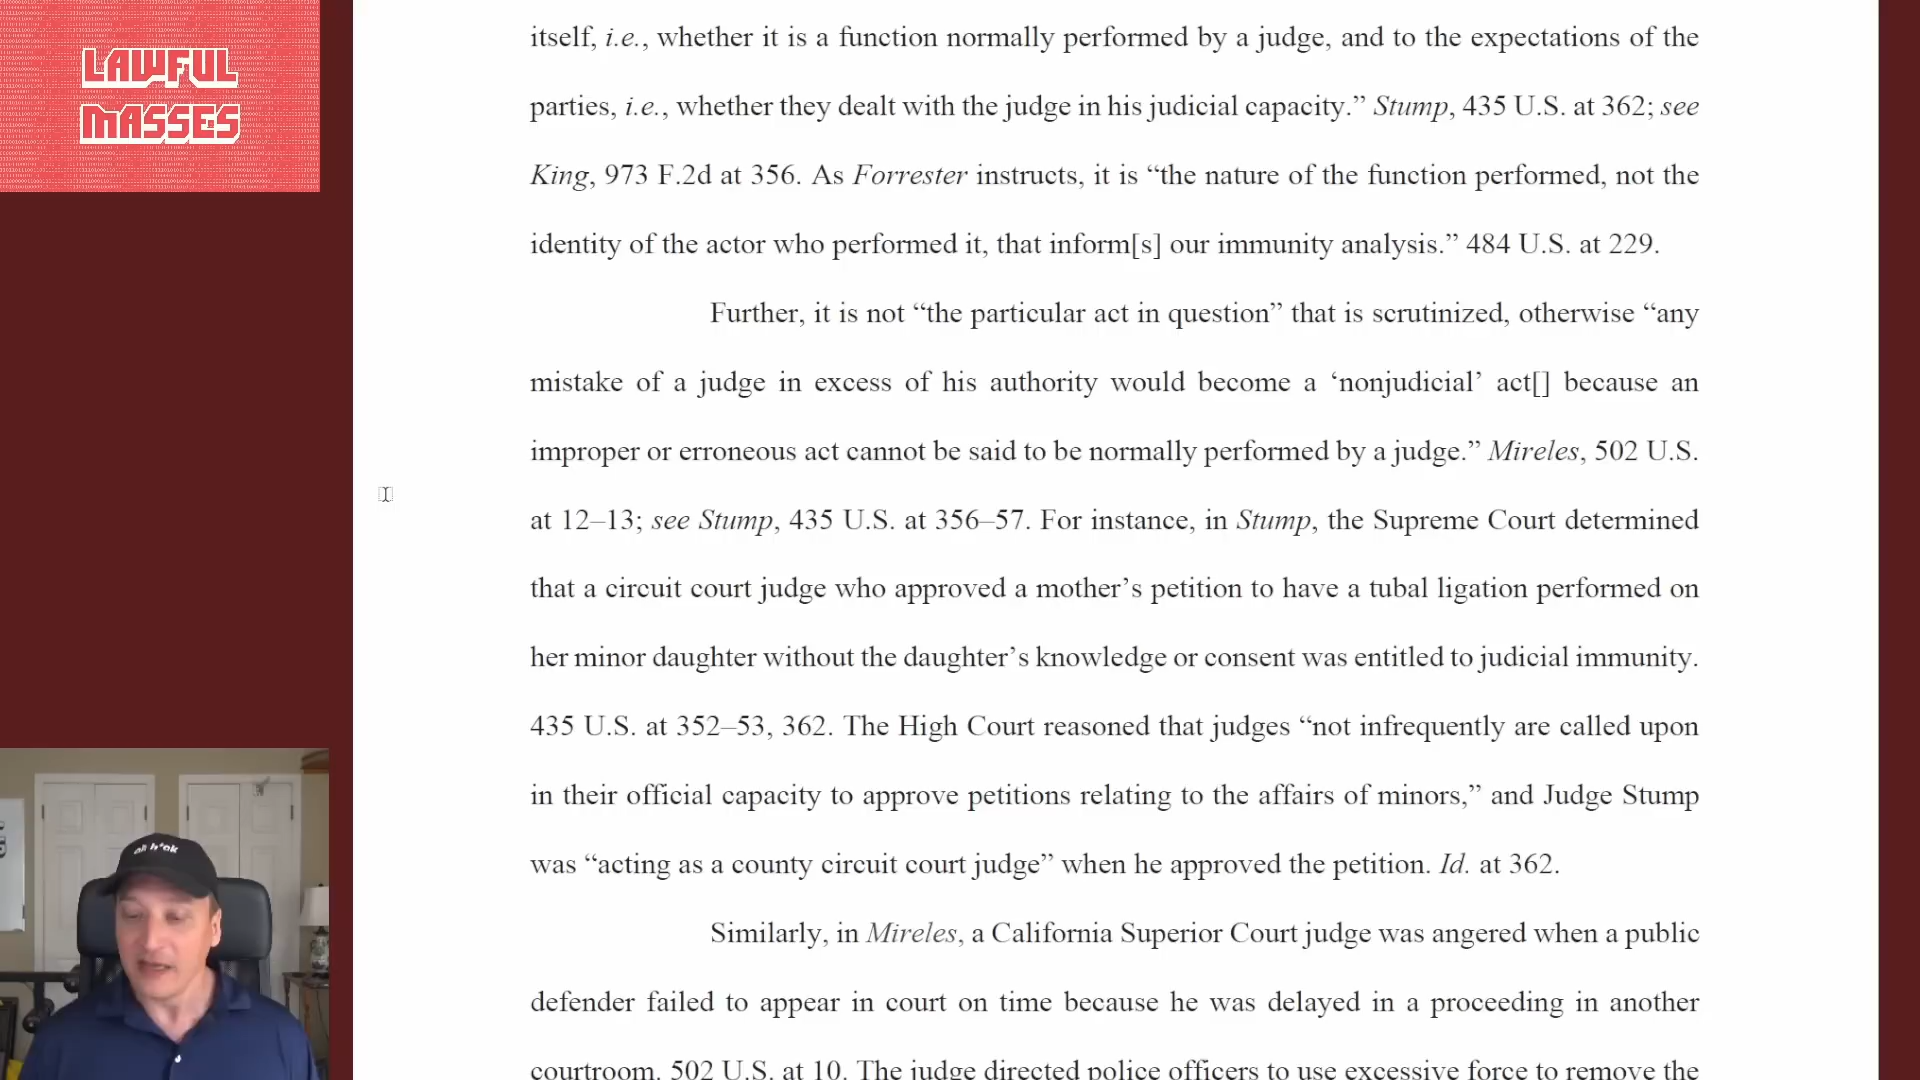 LAWFUL
MASSES
itself, i.e., whether it is a function normally performed by a judge, and to the expectations of the
parties, i.e., whether they dealt with the judge in his judicial capacity.” Stump, 435 U.S. at 362; see
King, 973 F.2d at 356. As Forrester instructs, it is “the nature of the function performed, not the
identity of the actor who performed it, that inform[s] our immunity analysis.” 484 U.S. at 229.
Further, it is not “the particular act in question” that is scrutinized, otherwise “any
mistake of a judge in excess of his authority would become a ‘nonjudicial’ act[] because an
improper or erroneous act cannot be said to be normally performed by a judge.” Mireles, 502 U.S.
at 12–13; see Stump, 435 U.S. at 356–57. For instance, in Stump, the Supreme Court determined
that a circuit court judge who approved a mother’s petition to have a tubal ligation performed on
her minor daughter without the daughter’s knowledge or consent was entitled to judicial immunity.
435 U.S. at 352–53, 362. The High Court reasoned that judges “not infrequently are called upon
in their official capacity to approve petitions relating to the affairs of minors,” and Judge Stump
was “acting as a county circuit court judge” when he approved the petition. Id. at 362.
Similarly, in Mireles, a California Superior Court judge was angered when a public
defender failed to appear in court on time because he was delayed in a proceeding in another
courtroom. 502 U.S. at 10. The judge directed police officers to use excessive force to remove the